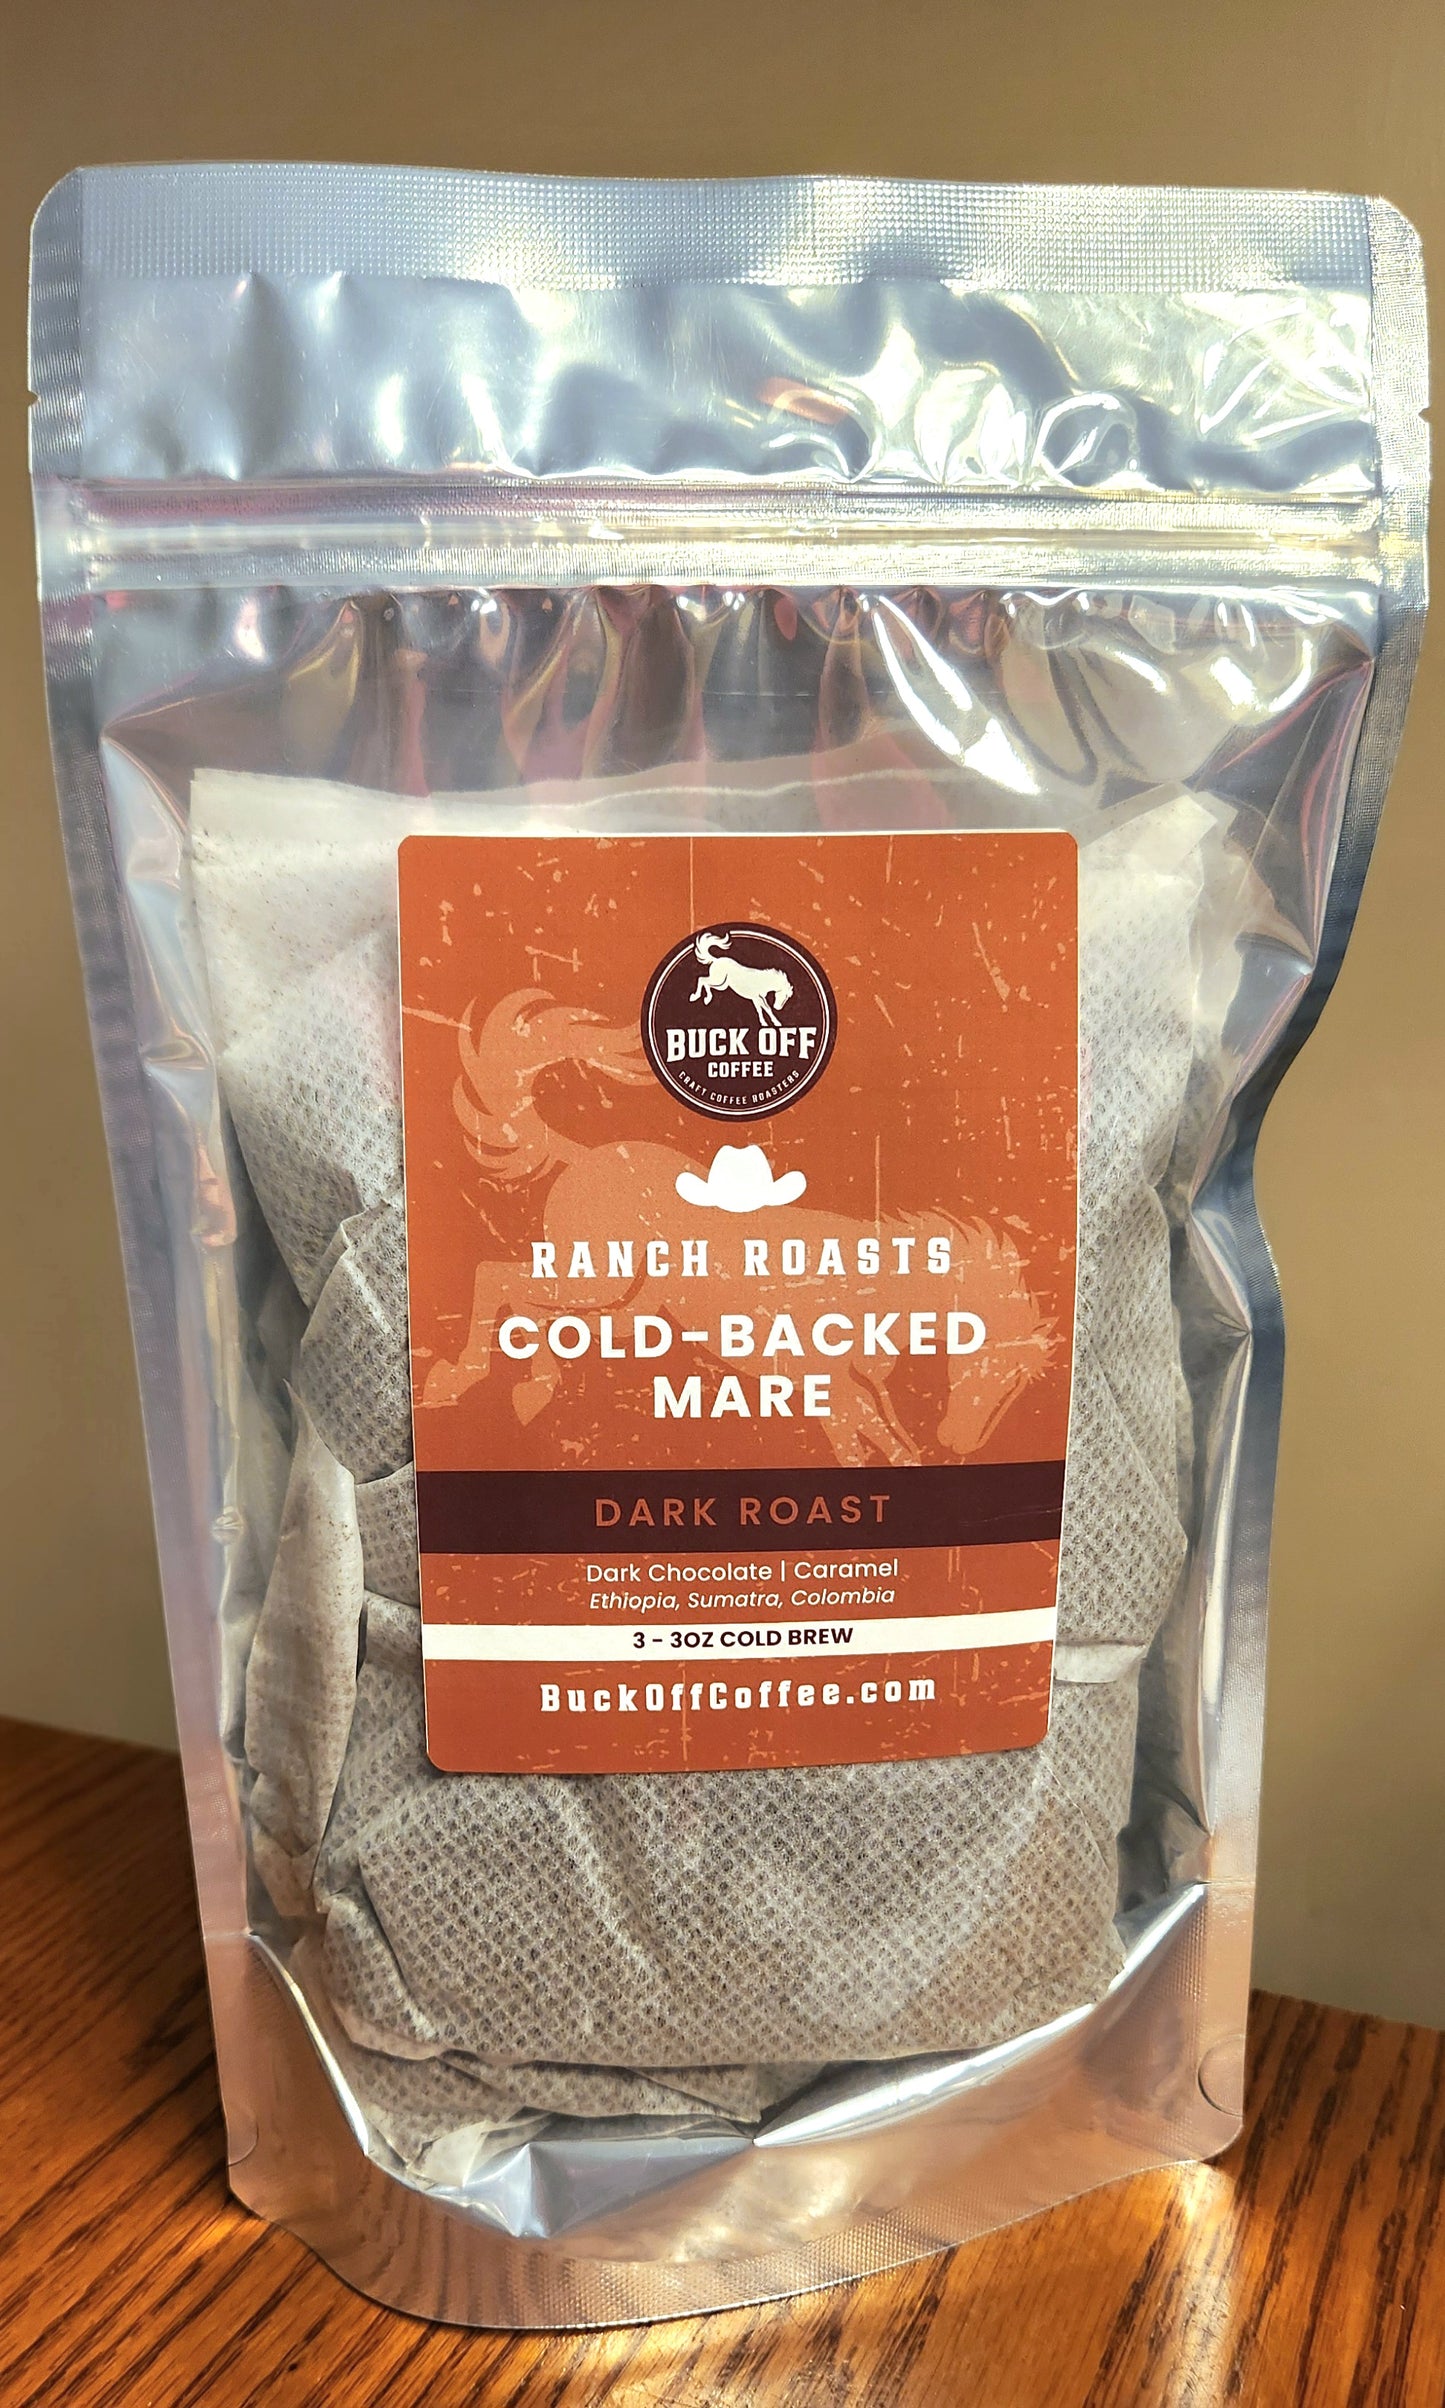 BUCK OFF
COFFEE
CRAFT COFFEE ROASTERS
RANCH ROASTS
COLD-BACKED
MARE
DARK ROAST
Dark Chocolate | Caramel
Ethiopia, Sumatra, Colombia
3 - 3OZ COLD BREW
BuckOffCoffee.com